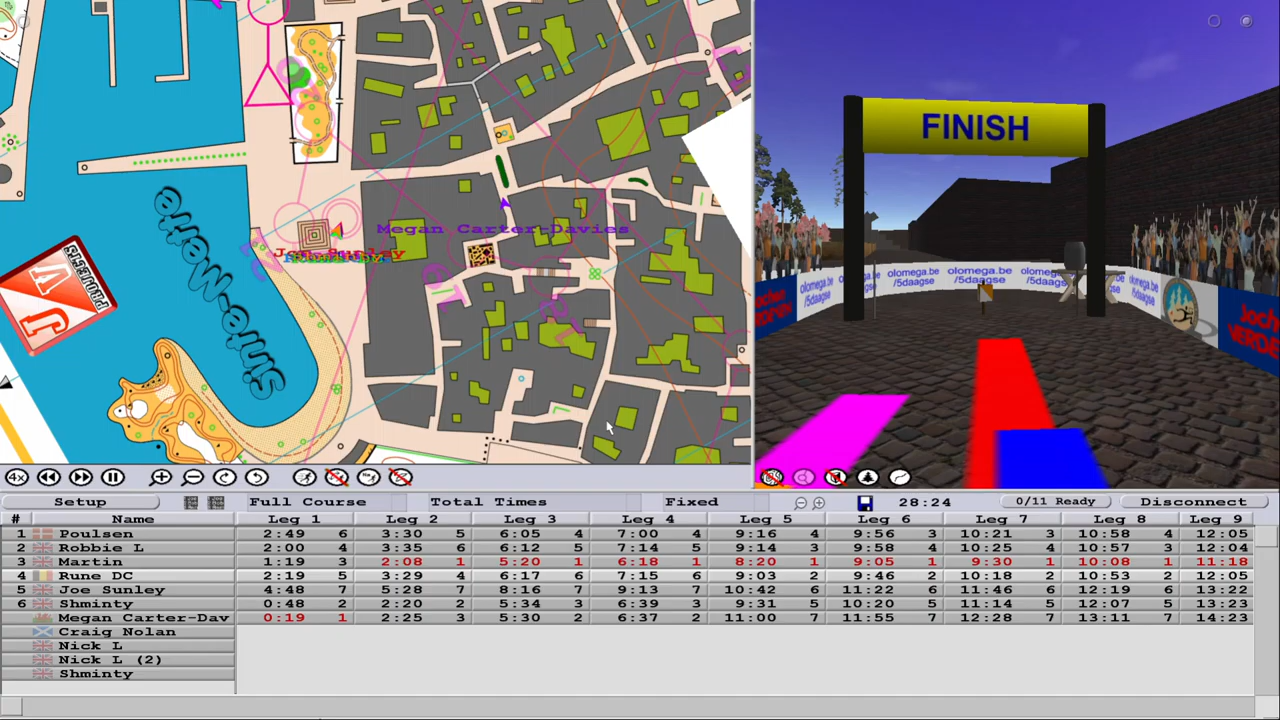 FINISH
olomega.be
/5daagse
olomega.be
/5daagse
Sintre-Mette
PROJECTS
Megan Carter-Davies
Joe Sunley
4x
Setup Full Course Total Times Fixed 28:24 0/11 Ready Disconnect
# Name Leg 1 Leg 2 Leg 3 Leg 4 Leg 5 Leg 6 Leg 7 Leg 8 Leg 9
1 Poulsen 2:49 6 3:30 5 6:05 4 7:00 4 9:16 4 9:56 3 10:21 3 10:58 4 12:05
2 Robbie L 2:00 4 3:35 6 6:12 5 7:14 5 9:14 3 9:58 4 10:25 4 10:57 3 12:04
3 Martin 1:19 3 2:08 1 5:20 1 6:18 1 8:20 1 9:05 1 9:30 1 10:08 1 11:18
4 Rune DC 2:19 5 3:29 4 6:17 6 7:15 6 9:03 2 9:46 2 10:18 2 10:53 2 12:05
5 Joe Sunley 4:48 7 5:28 7 8:16 7 9:13 7 10:42 6 11:22 6 11:46 6 12:19 6 13:22
6 Shminty 0:48 2 2:20 2 5:34 3 6:39 3 9:31 5 10:20 5 11:14 5 12:07 5 13:23
Megan Carter-Dav 0:19 1 2:25 3 5:30 2 6:37 2 11:00 7 11:55 7 12:28 7 13:11 7 14:23
Craig Nolan
Nick L
Nick L (2)
Shminty